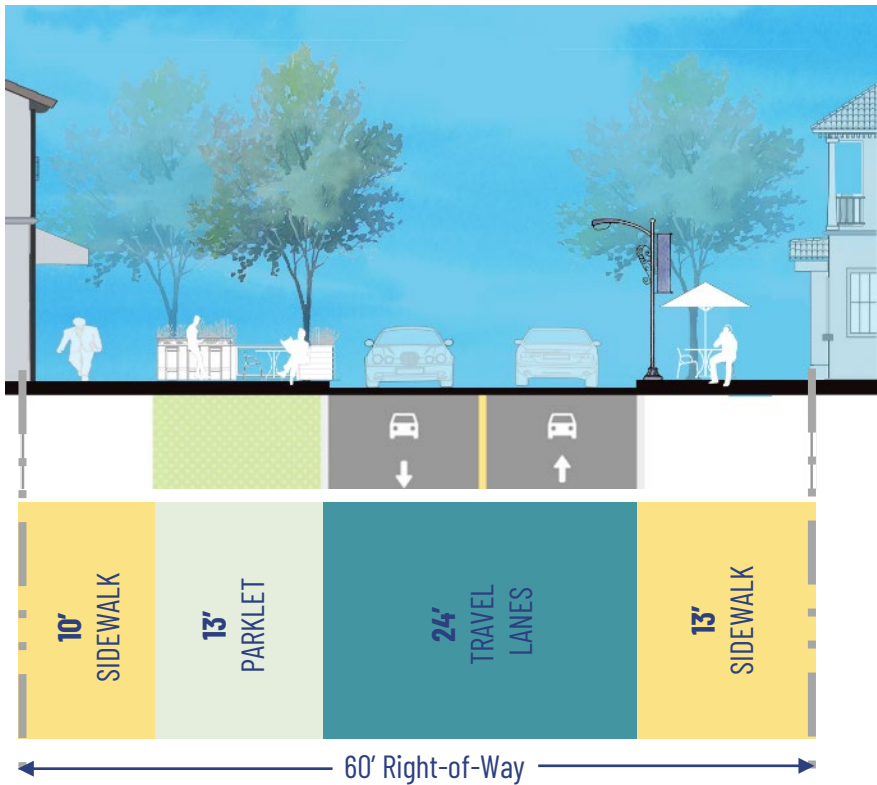 10’
SIDEWALK
13’
PARKLET
24’
TRAVEL
LANES
13’
SIDEWALK
60’ Right-of-Way